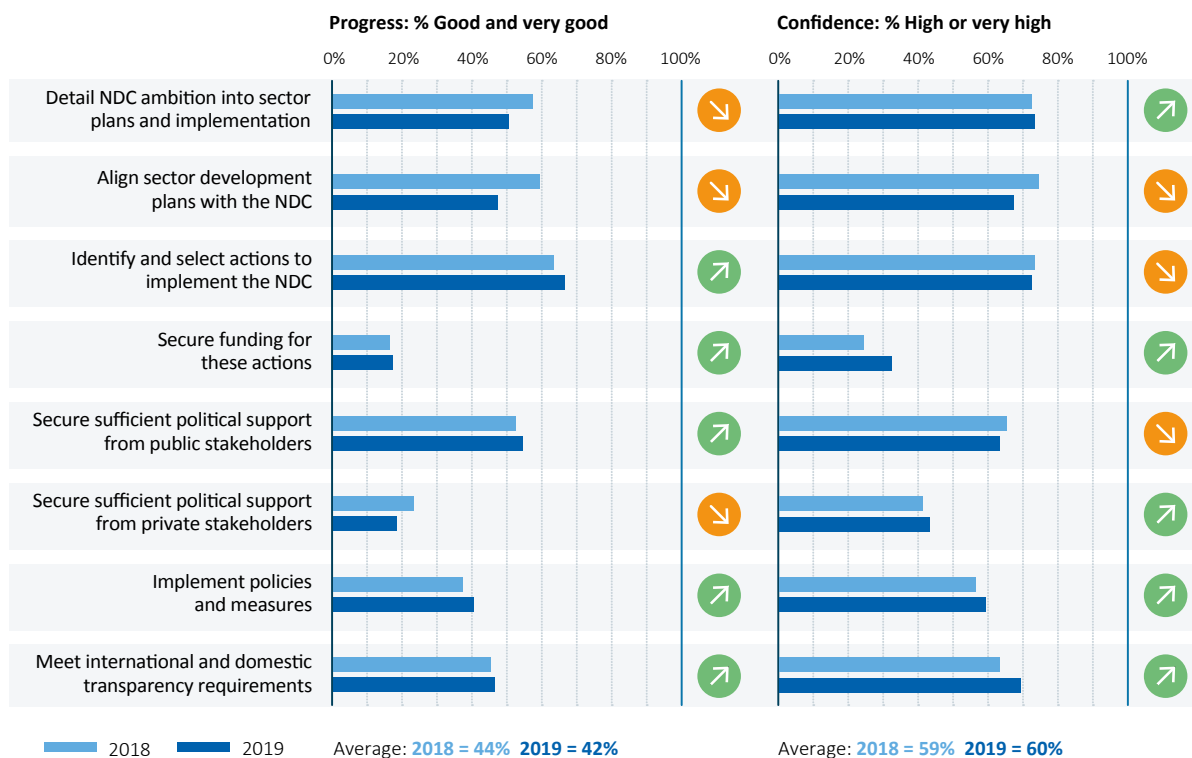 Progress: % Good and very good
Confidence: % High or very high
0% 20% 40% 60% 80% 100%
0% 20% 40% 60% 80% 100%
Detail NDC ambition into sector
plans and implementation
Align sector development
plans with the NDC
Identify and select actions to
implement the NDC
Secure funding for
these actions
Secure sufficient political support
from public stakeholders
Secure sufficient political support
from private stakeholders
Implement policies
and measures
Meet international and domestic
transparency requirements
2018 2019
Average: 2018 = 44% 2019 = 42%
Average: 2018 = 59% 2019 = 60%